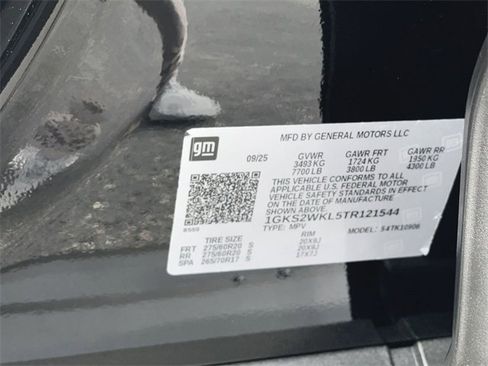 gm
MFD BY GENERAL MOTORS LLC
09/25 GVWR GAWR FRT GAWR RR
3493 KG 1724 KG 1950 KG
7700 LB 3800 LB 4300 LB
THIS VEHICLE CONFORMS TO ALL
APPLICABLE U.S. FEDERAL MOTOR
VEHICLE SAFETY STANDARDS IN EFFECT
ON THE DATE OF MANUFACTURE SHOWN ABOVE.
1GKS2WKL5TR121544
TYPE: MPV MODEL: S4TK10906
TIRE SIZE RIM
FRT 275/60R20 S 20X9J
RR 275/60R20 S 20X9J
SPA 265/70R17 S 17X7J